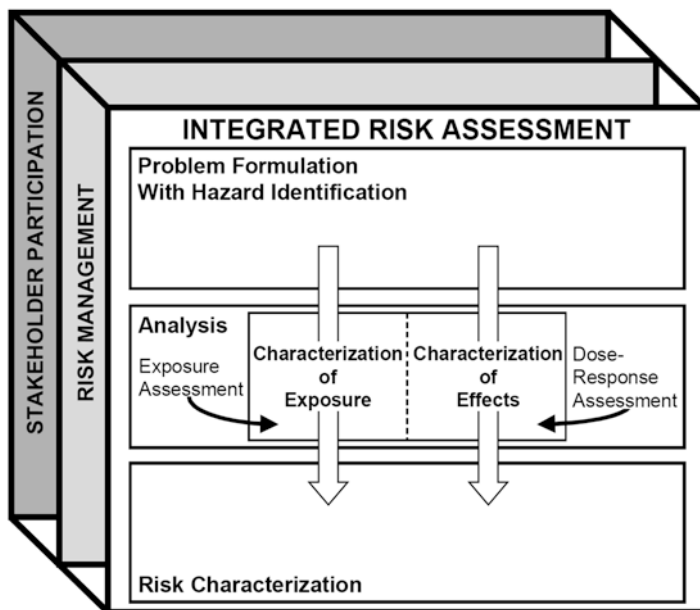 STAKEHOLDER PARTICIPATION
RISK MANAGEMENT
INTEGRATED RISK ASSESSMENT
Problem Formulation
With Hazard Identification
Analysis
Exposure
Assessment
Characterization
of
Exposure
Characterization
of
Effects
Dose-
Response
Assessment
Risk Characterization